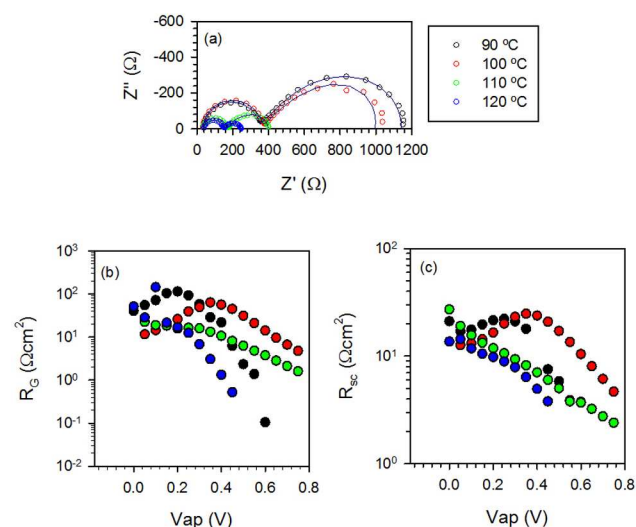 (a)
-600
-400
-200
0
Z'' (Ω)
0 200 400 600 800 1000 1200
Z' (Ω)
90 ºC
100 ºC
110 ºC
120 ºC
(b)
10³
10²
10¹
10⁰
10⁻¹
10⁻²
R_G (Ωcm²)
0.0 0.2 0.4 0.6 0.8
Vap (V)
(c)
10²
10¹
10⁰
R_sc (Ωcm²)
0.0 0.2 0.4 0.6 0.8
Vap (V)